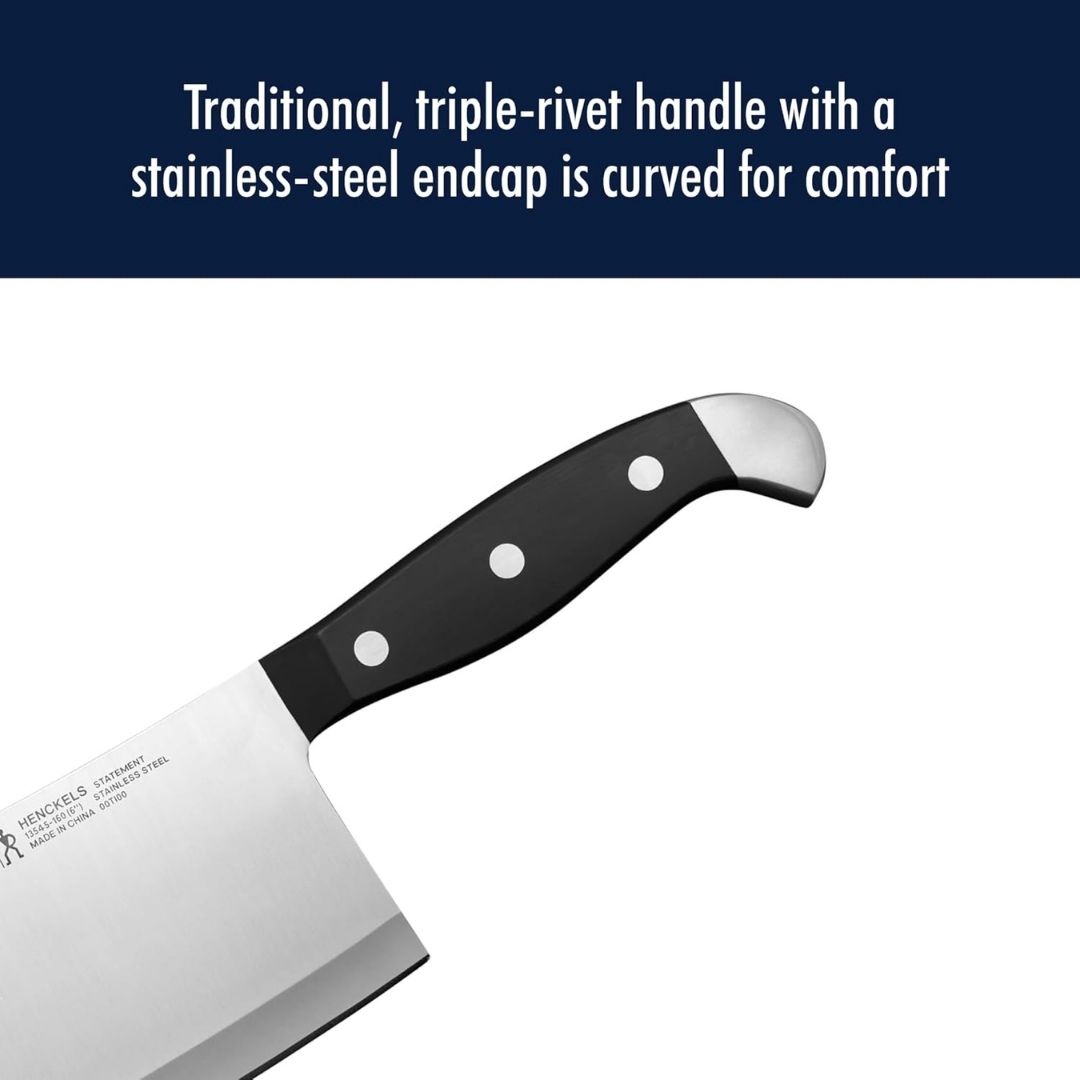 Traditional, triple-rivet handle with a
stainless-steel endcap is curved for comfort
HENCKELS STATEMENT
13545-160 (6") STAINLESS STEEL
MADE IN CHINA 00TI00